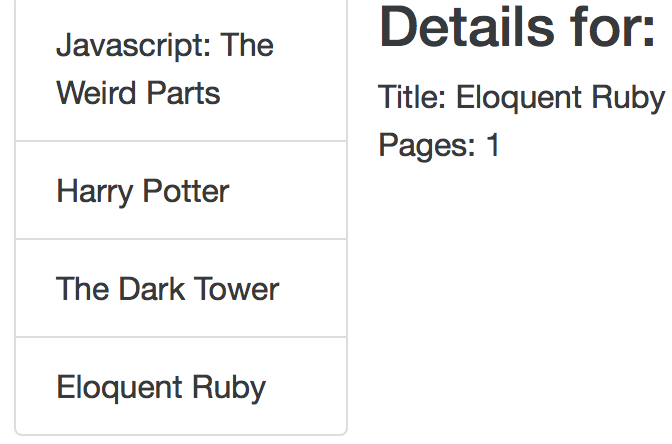 Javascript: The
Weird Parts
Harry Potter
The Dark Tower
Eloquent Ruby
Details for:
Title: Eloquent Ruby
Pages: 1